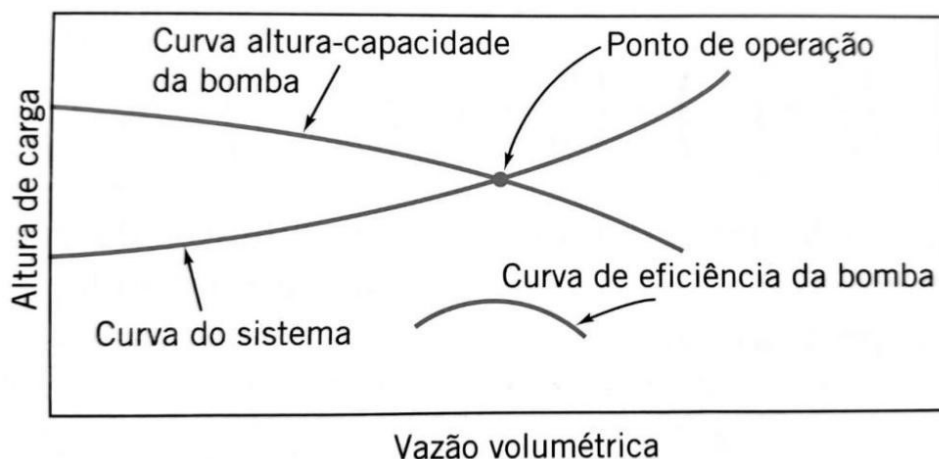 Curva altura-capacidade
da bomba
Ponto de operação
Altura de carga
Curva de eficiência da bomba
Curva do sistema
Vazão volumétrica